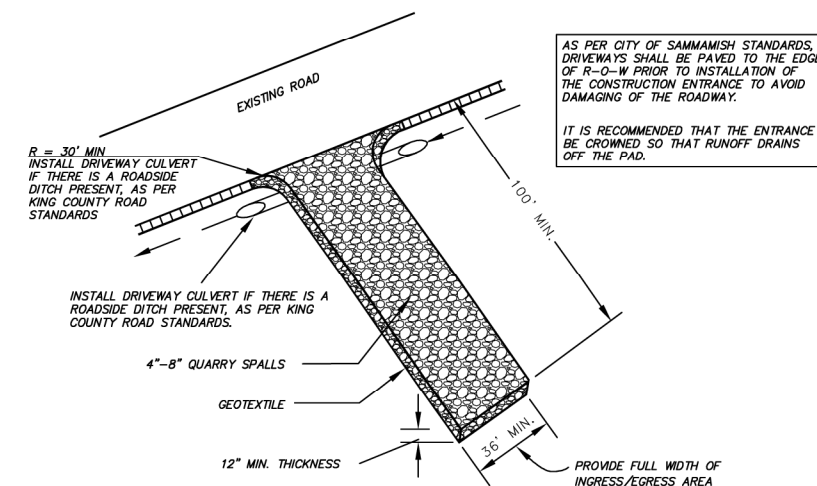 AS PER CITY OF SAMMAMISH STANDARDS,
DRIVEWAYS SHALL BE PAVED TO THE EDGE
OF R-O-W PRIOR TO INSTALLATION OF
THE CONSTRUCTION ENTRANCE TO AVOID
DAMAGING OF THE ROADWAY.
IT IS RECOMMENDED THAT THE ENTRANCE
BE CROWNED SO THAT RUNOFF DRAINS
OFF THE PAD.
EXISTING ROAD
R = 30' MIN
INSTALL DRIVEWAY CULVERT
IF THERE IS A ROADSIDE
DITCH PRESENT, AS PER
KING COUNTY ROAD
STANDARDS
100' MIN.
INSTALL DRIVEWAY CULVERT IF THERE IS A
ROADSIDE DITCH PRESENT, AS PER KING
COUNTY ROAD STANDARDS.
4"-8" QUARRY SPALLS
GEOTEXTILE
12" MIN. THICKNESS
36' MIN.
PROVIDE FULL WIDTH OF
INGRESS/EGRESS AREA